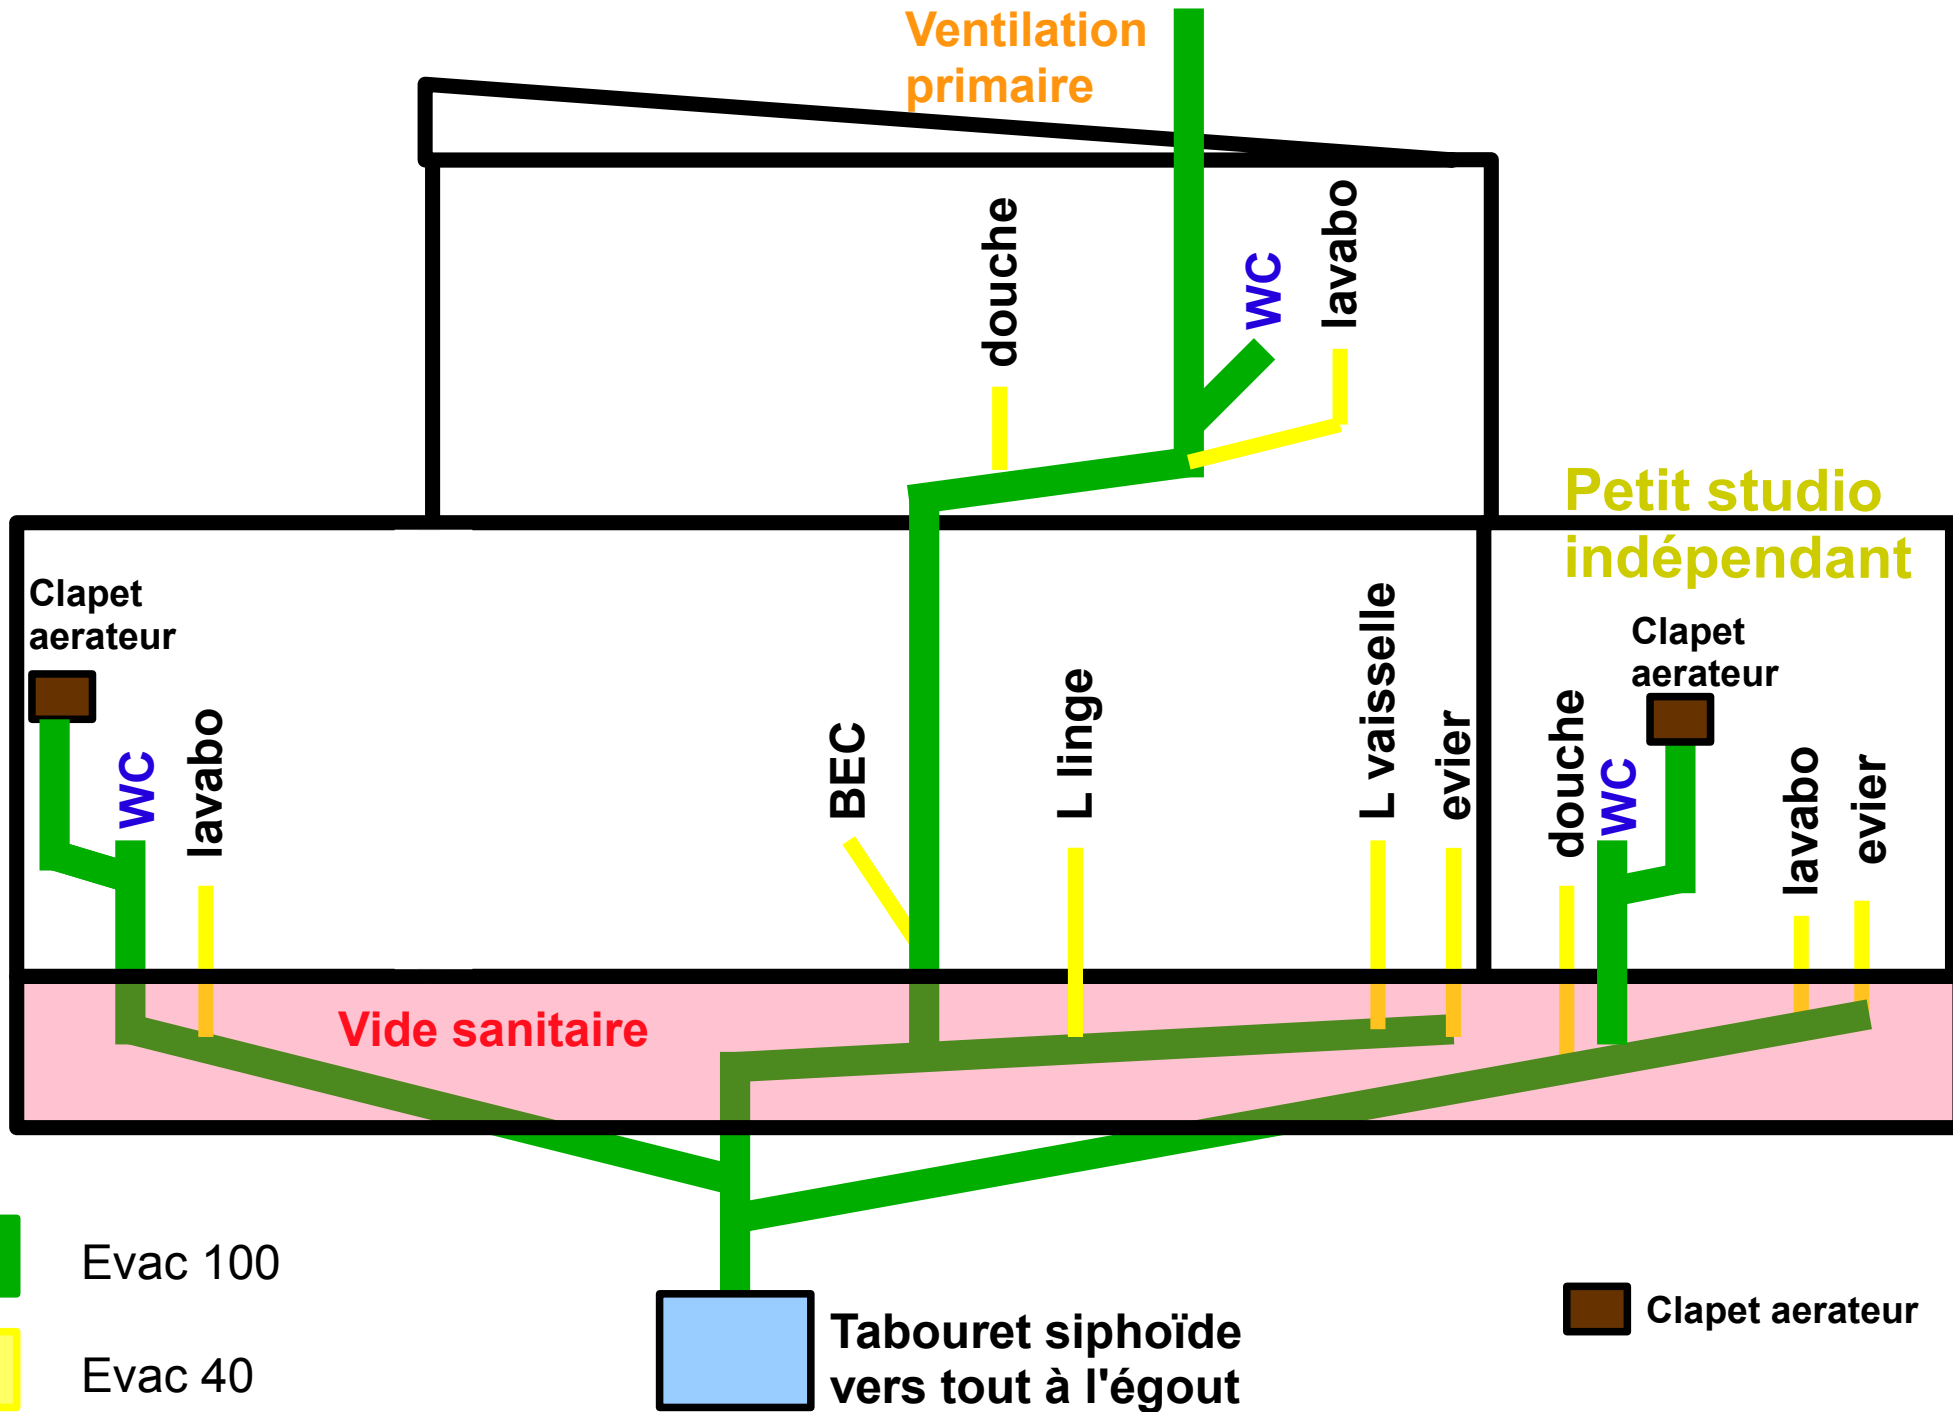 Ventilation
primaire
douche
WC
lavabo
Petit studio
indépendant
Clapet
aerateur
WC
lavabo
BEC
L linge
L vaisselle
evier
douche
WC
Clapet
aerateur
lavabo
evier
Vide sanitaire
Evac 100
Evac 40
Tabouret siphoïde
vers tout à l'égout
Clapet aerateur